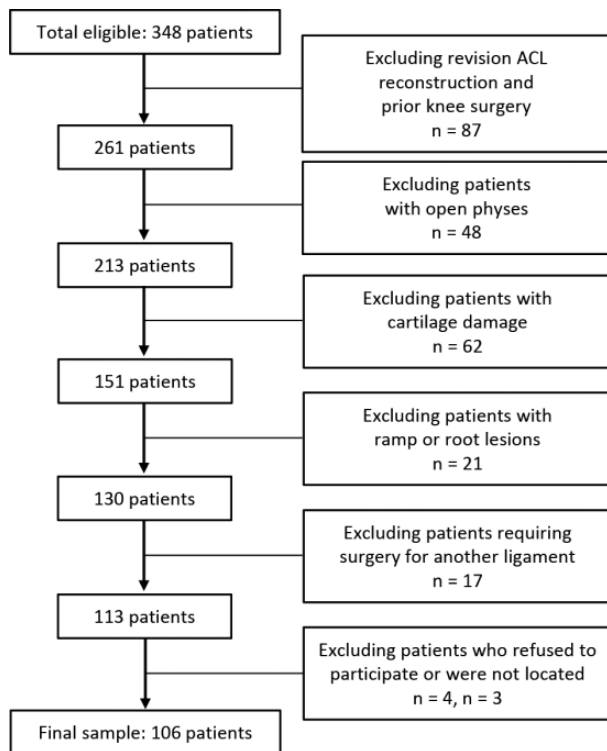 Total eligible: 348 patients
Excluding revision ACL
reconstruction and
prior knee surgery
n = 87
261 patients
Excluding patients
with open physes
n = 48
213 patients
Excluding patients with
cartilage damage
n = 62
151 patients
Excluding patients with
ramp or root lesions
n = 21
130 patients
Excluding patients requiring
surgery for another ligament
n = 17
113 patients
Excluding patients who refused to
participate or were not located
n = 4, n = 3
Final sample: 106 patients